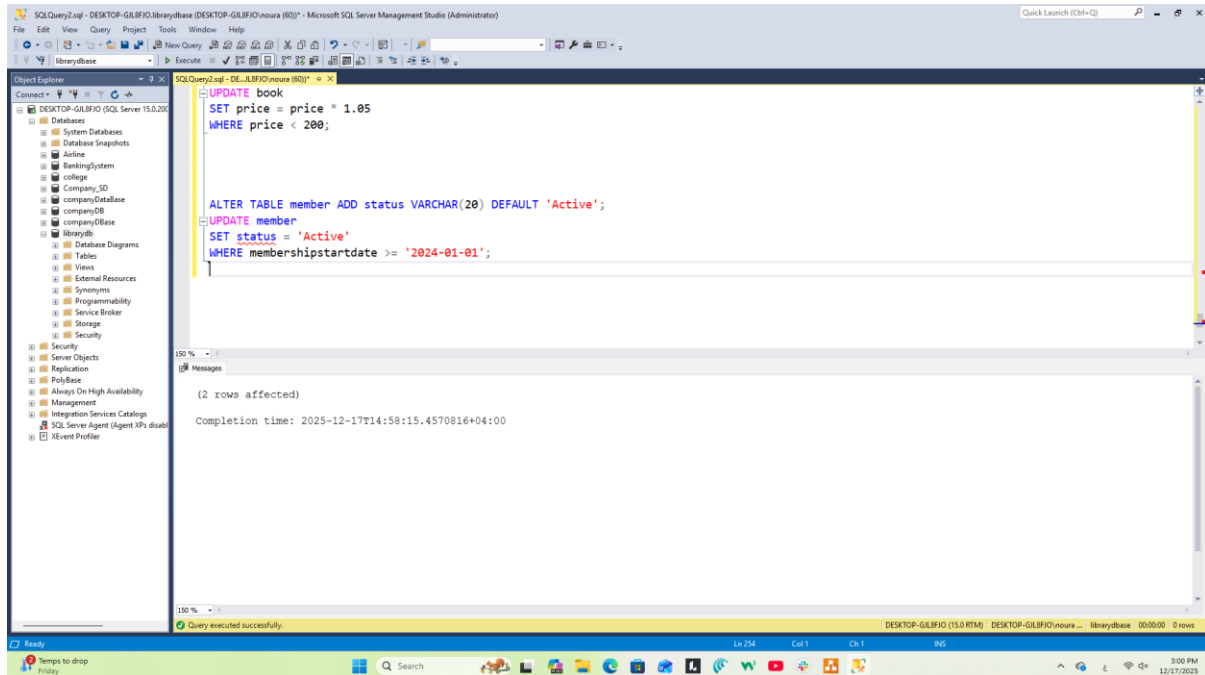 SQLQuery2.sql - DESKTOP-GJL8FJO.librarydbase (DESKTOP-GJL8FJO\noura (60))* - Microsoft SQL Server Management Studio (Administrator)
Quick Launch (Ctrl+Q)
File Edit View Query Project Tools Window Help
New Query
librarydbase
Execute
Object Explorer
SQLQuery2.sql - DE...JL8FJO\noura (60))*
Connect
DESKTOP-GJL8FJO (SQL Server 15.0.200
Databases
System Databases
Database Snapshots
Airline
BankingSystem
college
Company_SD
companyDataBase
companyDB
companyDBase
librarydb
Database Diagrams
Tables
Views
External Resources
Synonyms
Programmability
Service Broker
Storage
Security
Security
Server Objects
Replication
PolyBase
Always On High Availability
Management
Integration Services Catalogs
SQL Server Agent (Agent XPs disabl
XEvent Profiler
UPDATE book
SET price = price * 1.05
WHERE price < 200;
ALTER TABLE member ADD status VARCHAR(20) DEFAULT 'Active';
UPDATE member
SET status = 'Active'
WHERE membershipstartdate >= '2024-01-01';
150 %
Messages
(2 rows affected)
Completion time: 2025-12-17T14:58:15.4570816+04:00
150 %
Query executed successfully.
DESKTOP-GJL8FJO (15.0 RTM) DESKTOP-GJL8FJO\noura ... librarydbase 00:00:00 0 rows
Ready
Ln 254 Col 1 Ch 1 INS
Temps to drop
Friday
Search
3:00 PM
12/17/2025